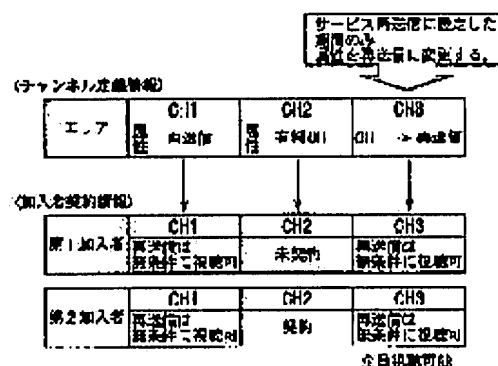 サービス再送信に設定した
期間のみ
属性を再送信に変更する。
(チャンネル定義情報)
CH1 CH2 CH3
エリア 属性 再送信 属性 有料CH CH → 再送信
(加入者契約情報)
CH1 CH2 CH3
第1加入者 再送信は 未契約 再送信は
無条件に視聴可 無条件に視聴可
CH1 CH2 CH3
第2加入者 再送信は 契約 再送信は
無条件に視聴可 無条件に視聴可
全員視聴可能